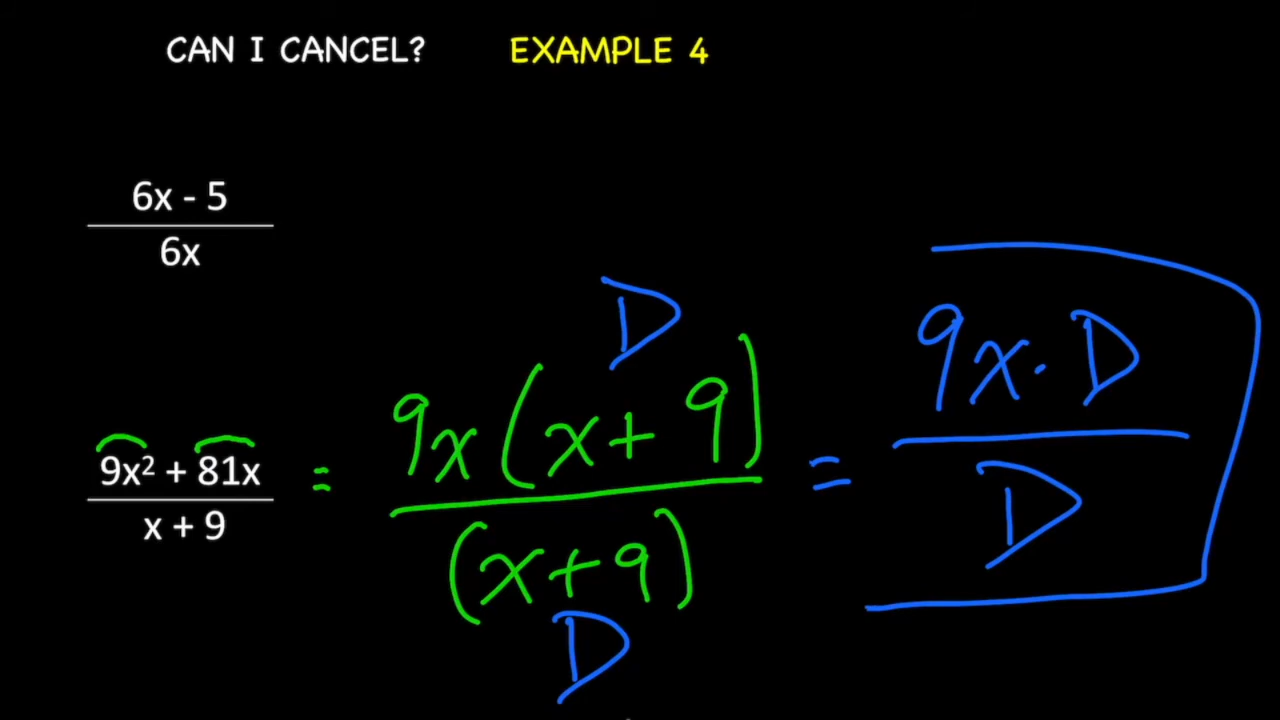 CAN I CANCEL? EXAMPLE 4
6x - 5
6x
D
9x² + 81x = 9x(x+9) = 9x·D
x + 9 (x+9) D
D